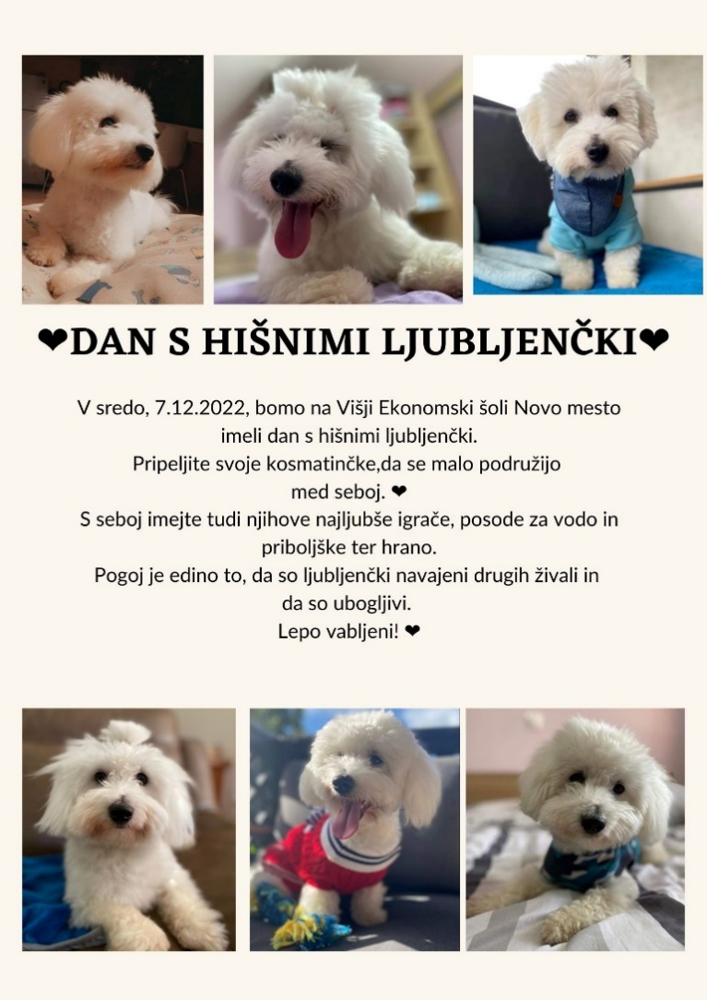 ❤DAN S HIŠNIMI LJUBLJENČKI❤
V sredo, 7.12.2022, bomo na Višji Ekonomski šoli Novo mesto
imeli dan s hišnimi ljubljenčki.
Pripeljite svoje kosmatinčke,da se malo podružijo
med seboj. ❤
S seboj imejte tudi njihove najljubše igrače, posode za vodo in
priboljške ter hrano.
Pogoj je edino to, da so ljubljenčki navajeni drugih živali in
da so ubogljivi.
Lepo vabljeni! ❤